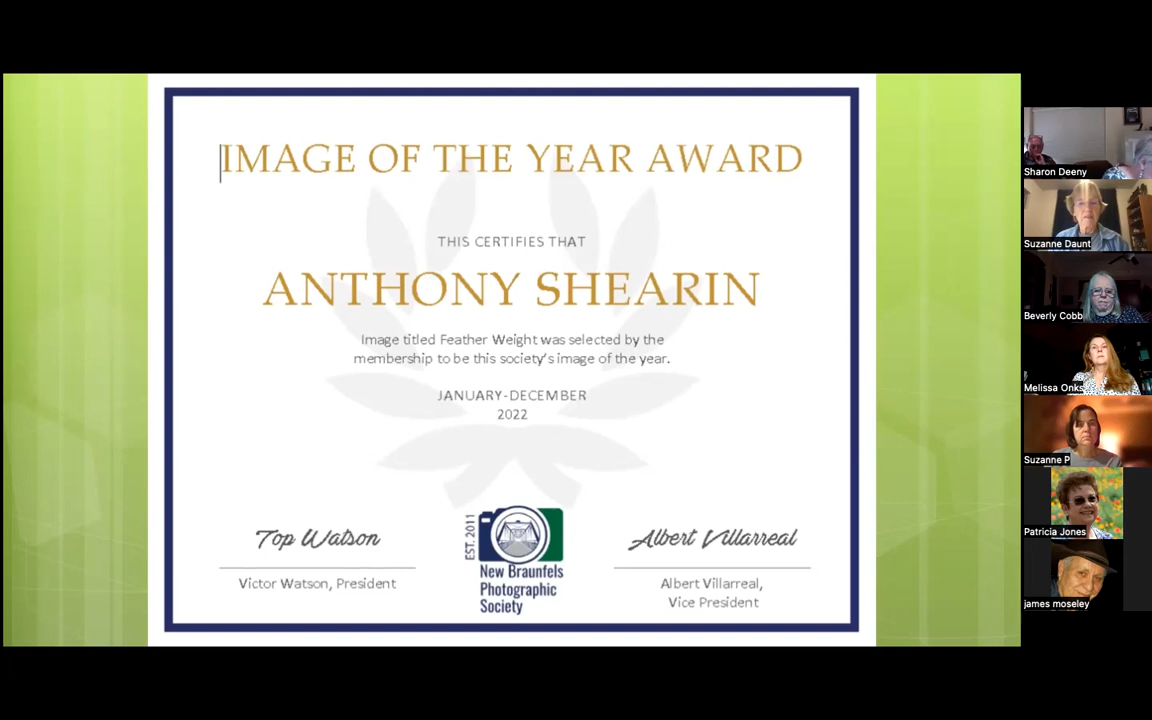 IMAGE OF THE YEAR AWARD
THIS CERTIFIES THAT
ANTHONY SHEARIN
Image titled Feather Weight was selected by the
membership to be this society's image of the year.
JANUARY-DECEMBER
2022
Top Watson
Victor Watson, President
EST. 2011
New Braunfels
Photographic
Society
Albert Villarreal
Albert Villarreal,
Vice President
Sharon Deeny
Suzanne Daunt
Beverly Cobb
Melissa Onks
Suzanne P
Patricia Jones
james moseley